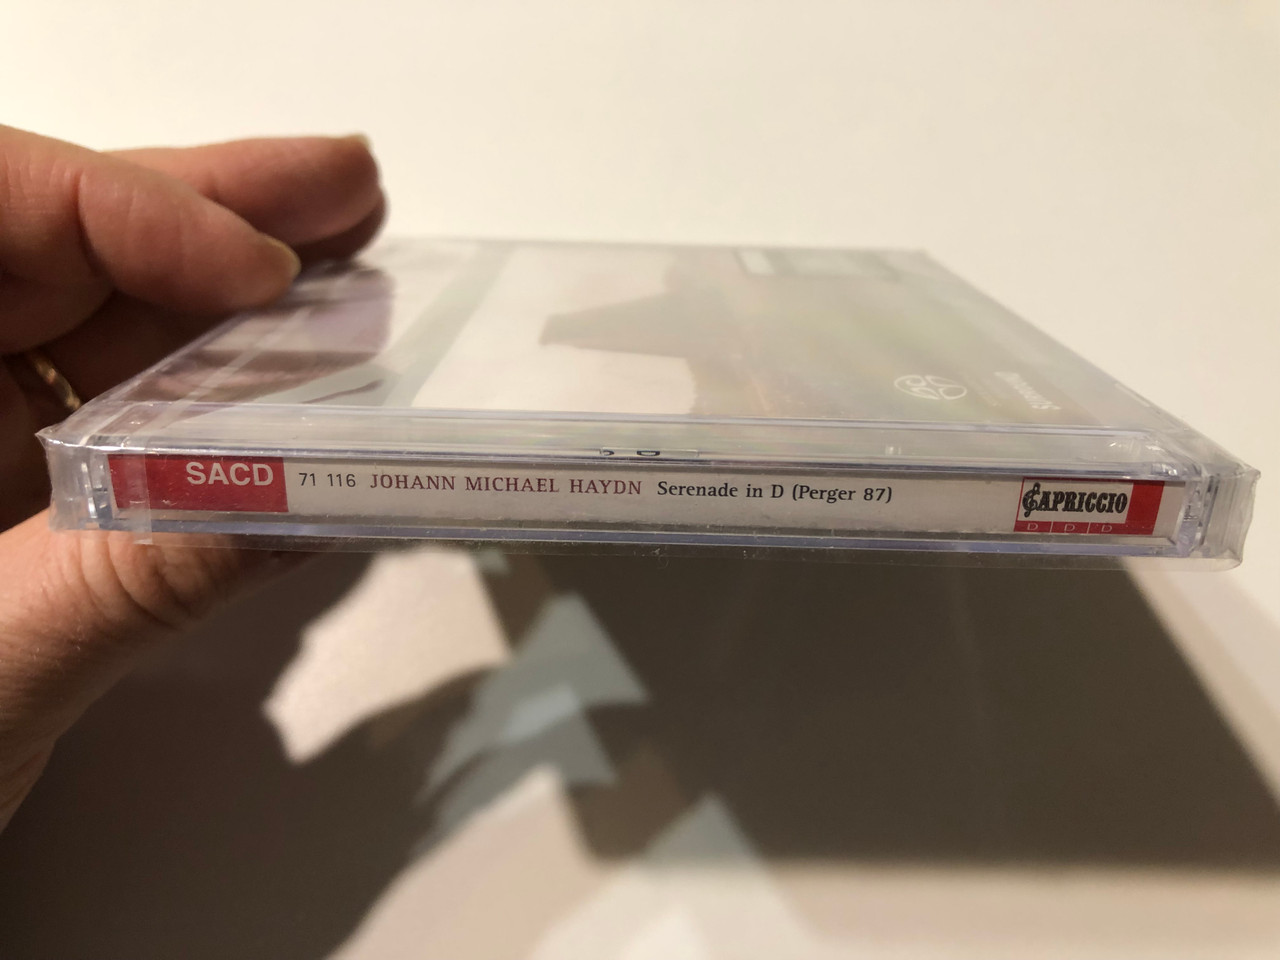 SACD 71 116 JOHANN MICHAEL HAYDN Serenade in D (Perger 87) CAPRICCIO
D D D